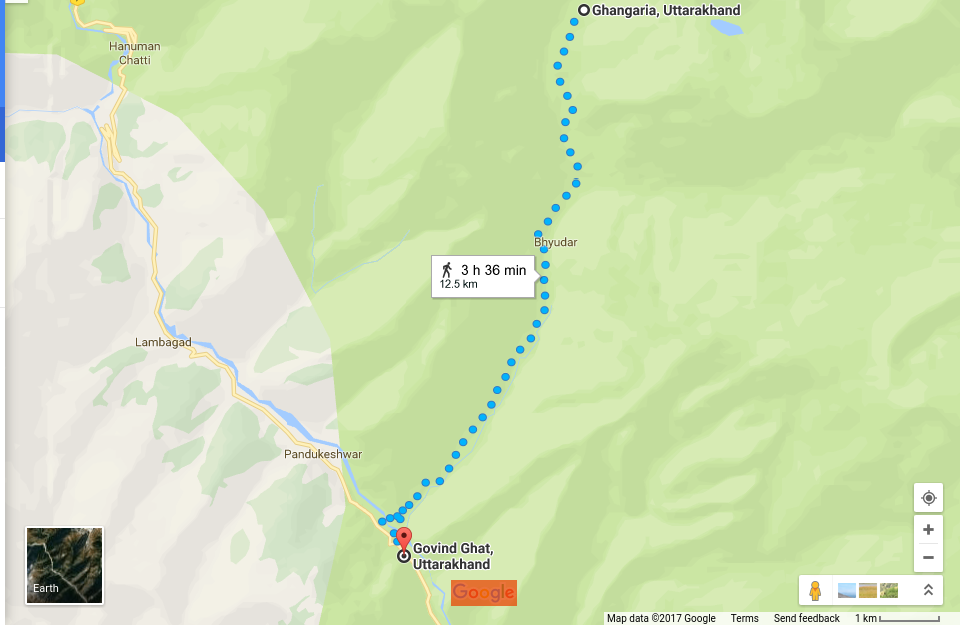 Ghangaria, Uttarakhand
Hanuman
Chatti
Bhyudar
3 h 36 min
12.5 km
Lambagad
Pandukeshwar
Govind Ghat,
Uttarakhand
Earth
Google
Map data ©2017 Google Terms Send feedback 1 km